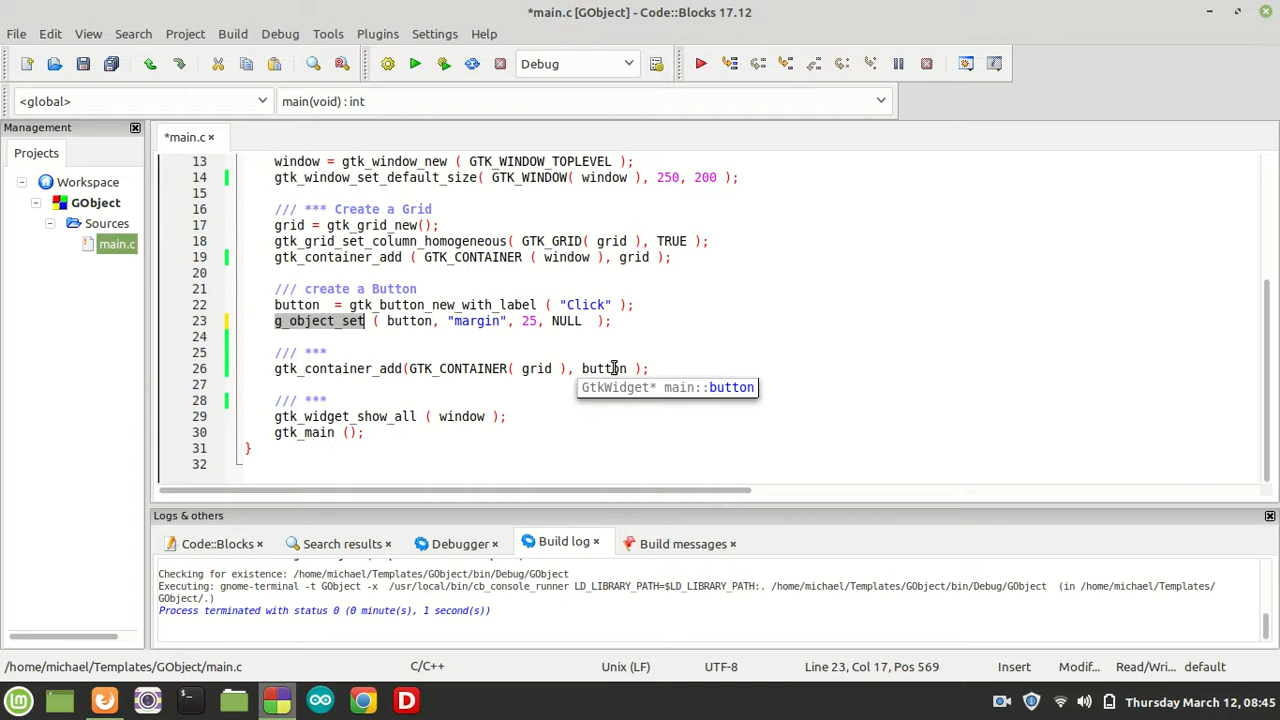 *main.c [GObject] - Code::Blocks 17.12
File Edit View Search Project Build Debug Tools Plugins Settings Help
Debug
<global> main(void) : int
Management
Projects
Workspace
GObject
Sources
main.c
*main.c
13 window = gtk_window_new ( GTK_WINDOW_TOPLEVEL );
14 gtk_window_set_default_size( GTK_WINDOW( window ), 250, 200 );
15
16 /// *** Create a Grid
17 grid = gtk_grid_new();
18 gtk_grid_set_column_homogeneous( GTK_GRID( grid ), TRUE );
19 gtk_container_add ( GTK_CONTAINER ( window ), grid );
20
21 /// create a Button
22 button  = gtk_button_new_with_label ( "Click" );
23 g_object_set ( button, "margin", 25, NULL  );
24
25 /// ***
26 gtk_container_add(GTK_CONTAINER( grid ), button );
GtkWidget* main::button
27
28 /// ***
29 gtk_widget_show_all ( window );
30 gtk_main ();
31 }
32
Logs & others
Code::Blocks Search results Debugger Build log Build messages
Checking for existence: /home/michael/Templates/GObject/bin/Debug/GObject
Executing: gnome-terminal -t GObject -x  /usr/local/bin/cb_console_runner LD_LIBRARY_PATH=$LD_LIBRARY_PATH:. /home/michael/Templates/GObject/bin/Debug/GObject  (in /home/michael/Templates/
GObject/.)
Process terminated with status 0 (0 minute(s), 1 second(s))
/home/michael/Templates/GObject/main.c C/C++ Unix (LF) UTF-8 Line 23, Col 17, Pos 569 Insert Modif... Read/Wri... default
Thursday March 12, 08:45